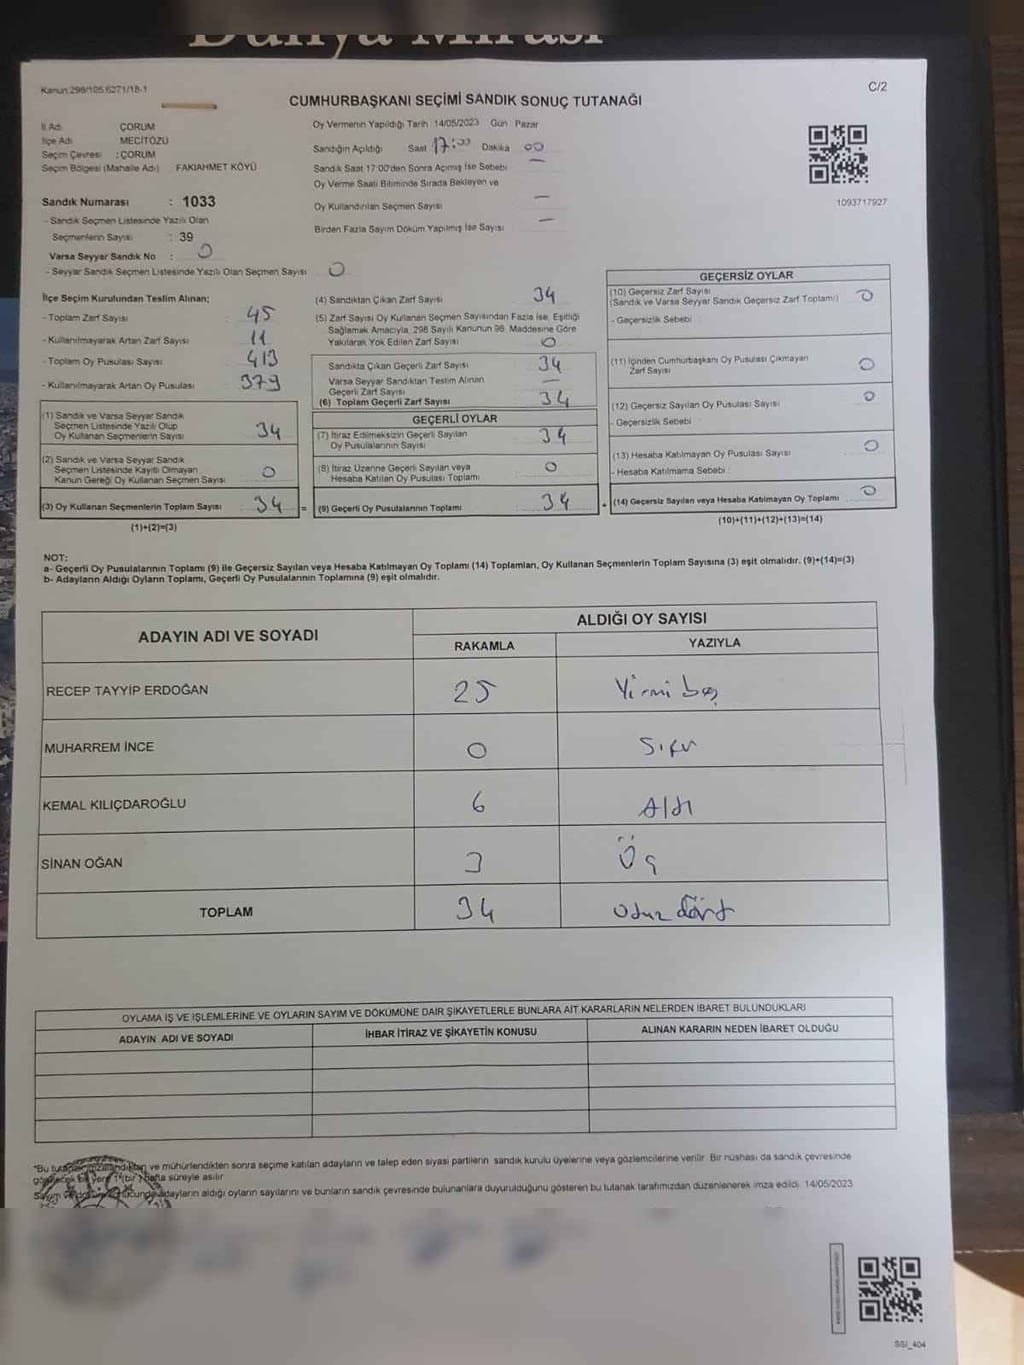 Dünya Mirası
Kanun:298/105.6271/18-1
C/2
CUMHURBAŞKANI SEÇİMİ SANDIK SONUÇ TUTANAĞI
İl Adı : ÇORUM
İlçe Adı : MECİTÖZÜ
Seçim Çevresi : ÇORUM
Seçim Bölgesi (Mahalle Adı) FAKIAHMET KÖYÜ
Oy Vermenin Yapıldığı Tarih 14/05/2023 Gün Pazar
Sandığın Açıldığı Saat 17:00 Dakika 00
Sandık Saat 17:00'den Sonra Açımış İse Sebebi —
Oy Verme Saati Bitiminde Sırada Bekleyen ve
Oy Kullandırılan Seçmen Sayısı —
Birden Fazla Sayım Döküm Yapılmış İse Sayısı —
1093717927
Sandık Numarası : 1033
- Sandık Seçmen Listesinde Yazılı Olan
Seçmenlerin Sayısı : 39
Varsa Seyyar Sandık No : 0
- Seyyar Sandık Seçmen Listesinde Yazılı Olan Seçmen Sayısı 0
İlçe Seçim Kurulundan Teslim Alınan;
- Toplam Zarf Sayısı : 45
- Kullanılmayarak Artan Zarf Sayısı : 11
- Toplam Oy Pusulası Sayısı : 413
- Kullanılmayarak Artan Oy Pusulası : 379
(1) Sandık ve Varsa Seyyar Sandık
Seçmen Listesinde Yazılı Olup
Oy Kullanan Seçmenlerin Sayısı 34
(2) Sandık ve Varsa Seyyar Sandık
Seçmen Listesinde Kayıtlı Olmayan
Kanun Gereği Oy Kullanan Seçmen Sayısı 0
(3) Oy Kullanan Seçmenlerin Toplam Sayısı : 34
(1)+(2)=(3)
(4) Sandıktan Çıkan Zarf Sayısı 34
(5) Zarf Sayısı Oy Kullanan Seçmen Sayısından Fazla İse, Eşitliği
Sağlamak Amacıyla, 298 Sayılı Kanunun 98. Maddesine Göre
Yakılarak Yok Edilen Zarf Sayısı 0
Sandıkta Çıkan Geçerli Zarf Sayısı 34
Varsa Seyyar Sandıktan Teslim Alınan
Geçerli Zarf Sayısı —
(6) Toplam Geçerli Zarf Sayısı 34
GEÇERLİ OYLAR
(7) İtiraz Edilmeksizin Geçerli Sayılan
Oy Pusulalarının Sayısı 34
(8) İtiraz Üzerine Geçerli Sayılan veya
Hesaba Katılan Oy Pusulası Toplamı 0
= (9) Geçerli Oy Pusulalarının Toplamı : 34
GEÇERSİZ OYLAR
(10) Geçersiz Zarf Sayısı
(Sandık ve Varsa Seyyar Sandık Geçersiz Zarf Toplamı) 0
- Geçersizlik Sebebi :
(11) İçinden Cumhurbaşkanı Oy Pusulası Çıkmayan
Zarf Sayısı 0
(12) Geçersiz Sayılan Oy Pusulası Sayısı 0
- Geçersizlik Sebebi :
(13) Hesaba Katılmayan Oy Pusulası Sayısı 0
- Hesaba Katılmama Sebebi :
+ (14) Geçersiz Sayılan veya Hesaba Katılmayan Oy Toplamı 0
(10)+(11)+(12)+(13)=(14)
NOT:
a- Geçerli Oy Pusulalarının Toplamı (9) ile Geçersiz Sayılan veya Hesaba Katılmayan Oy Toplamı (14) Toplamları, Oy Kullanan Seçmenlerin Toplam Sayısına (3) eşit olmalıdır. (9)+(14)=(3)
b- Adayların Aldığı Oyların Toplamı, Geçerli Oy Pusulalarının Toplamına (9) eşit olmalıdır.
ADAYIN ADI VE SOYADI
ALDIĞI OY SAYISI
RAKAMLA YAZIYLA
RECEP TAYYİP ERDOĞAN 25 Yirmi beş
MUHARREM İNCE 0 Sıfır
KEMAL KILIÇDAROĞLU 6 Altı
SİNAN OĞAN 3 Üç
TOPLAM 34 Otuz dört
OYLAMA İŞ VE İŞLEMLERİNE VE OYLARIN SAYIM VE DÖKÜMÜNE DAİR ŞİKAYETLERLE BUNLARA AİT KARARLARIN NELERDEN İBARET BULUNDUKLARI
ADAYIN ADI VE SOYADI İHBAR İTİRAZ VE ŞİKAYETİN KONUSU ALINAN KARARIN NEDEN İBARET OLDUĞU
"Bu ve mühürlendikten sonra seçime katılan adayların ve talep eden siyasi partilerin sandık kurulu üyelerine veya gözlemcilerine verilir. Bir nüshası da sandık çevresinde
yere 1 (bir) hafta süreyle asılır
Sayım adayların aldığı oyların sayılarını ve bunların sandık çevresinde bulunanlara duyurulduğunu gösteren bu tutanak tarafımızdan düzenlenerek imza edildi. 14/05/2023
SSI_404